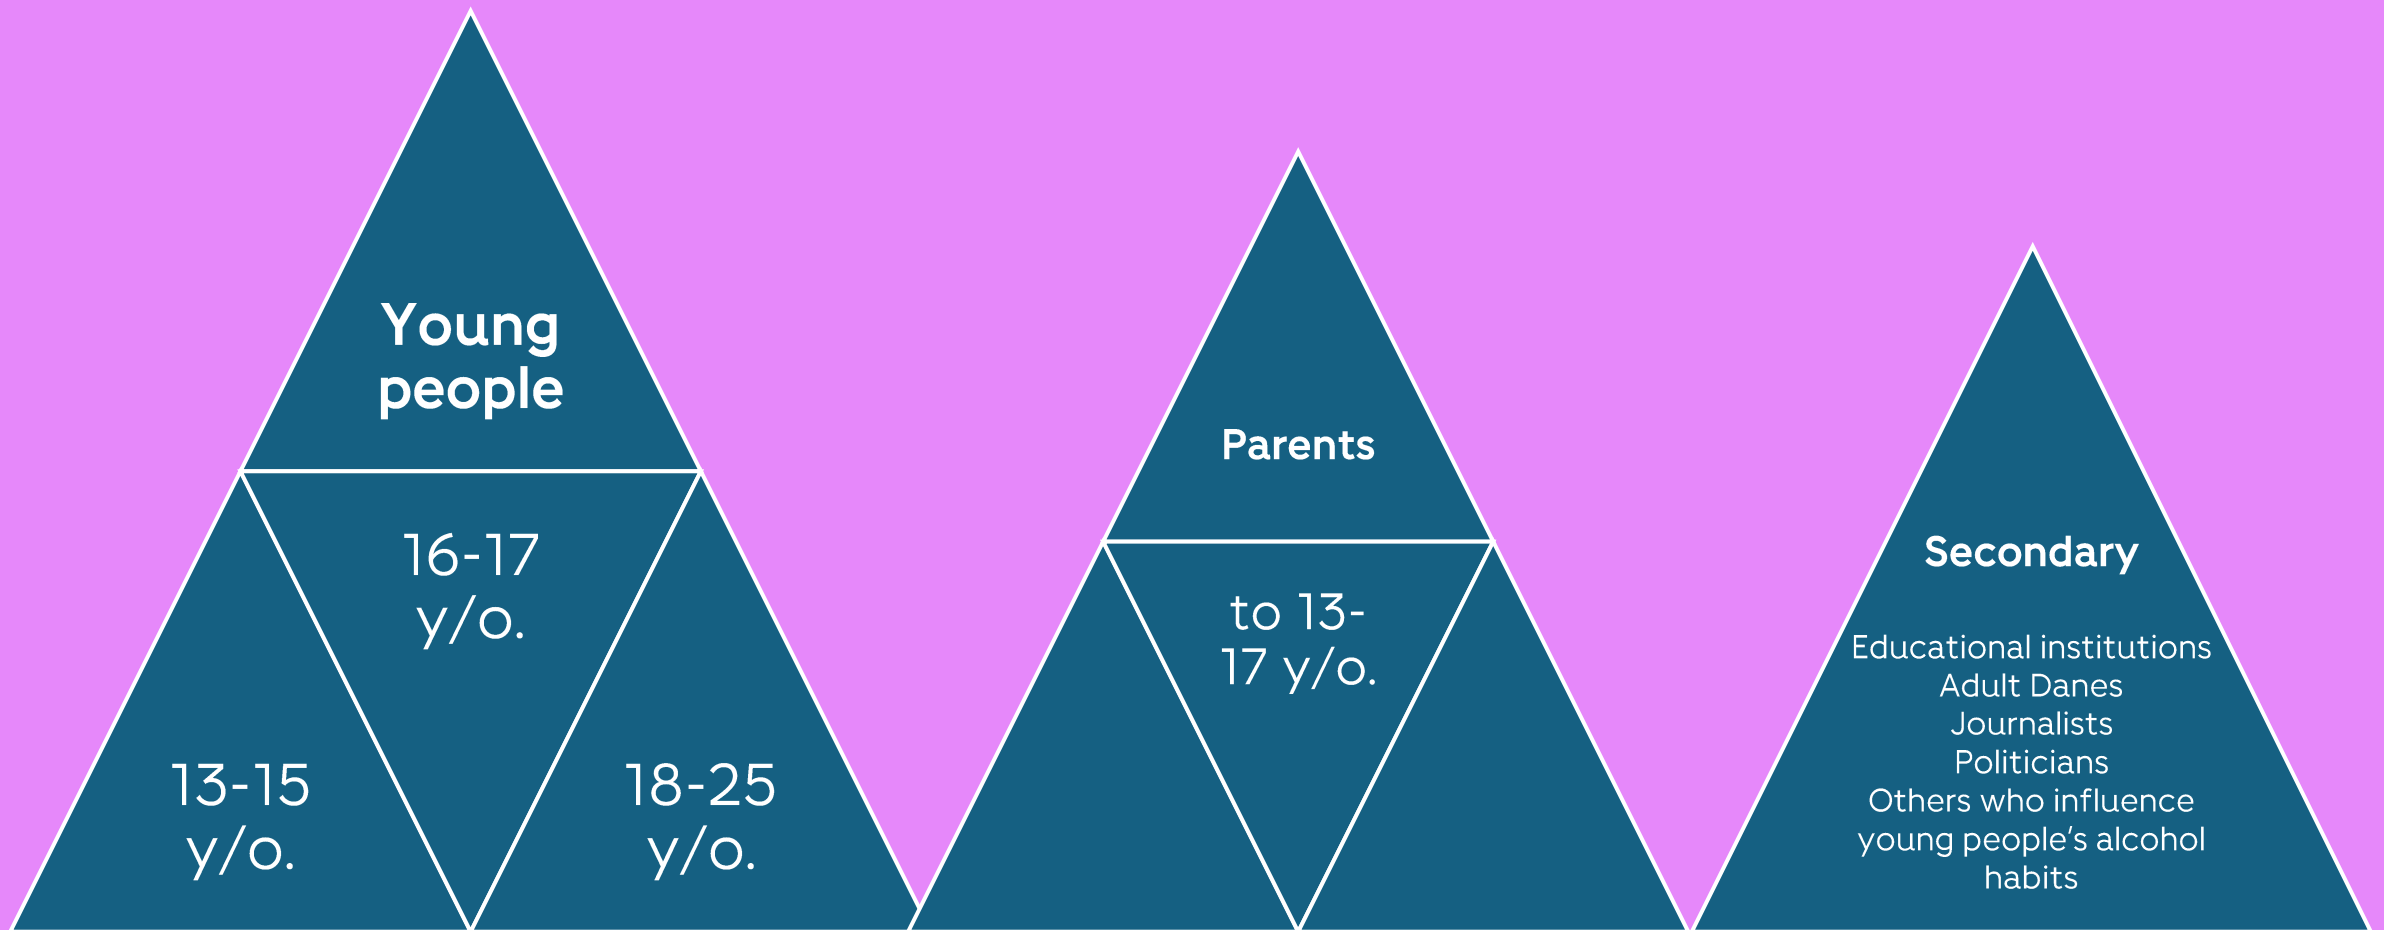 Young
people
16-17
y/o.
13-15
y/o.
18-25
y/o.
Parents
to 13-
17 y/o.
Secondary
Educational institutions
Adult Danes
Journalists
Politicians
Others who influence
young people’s alcohol
habits